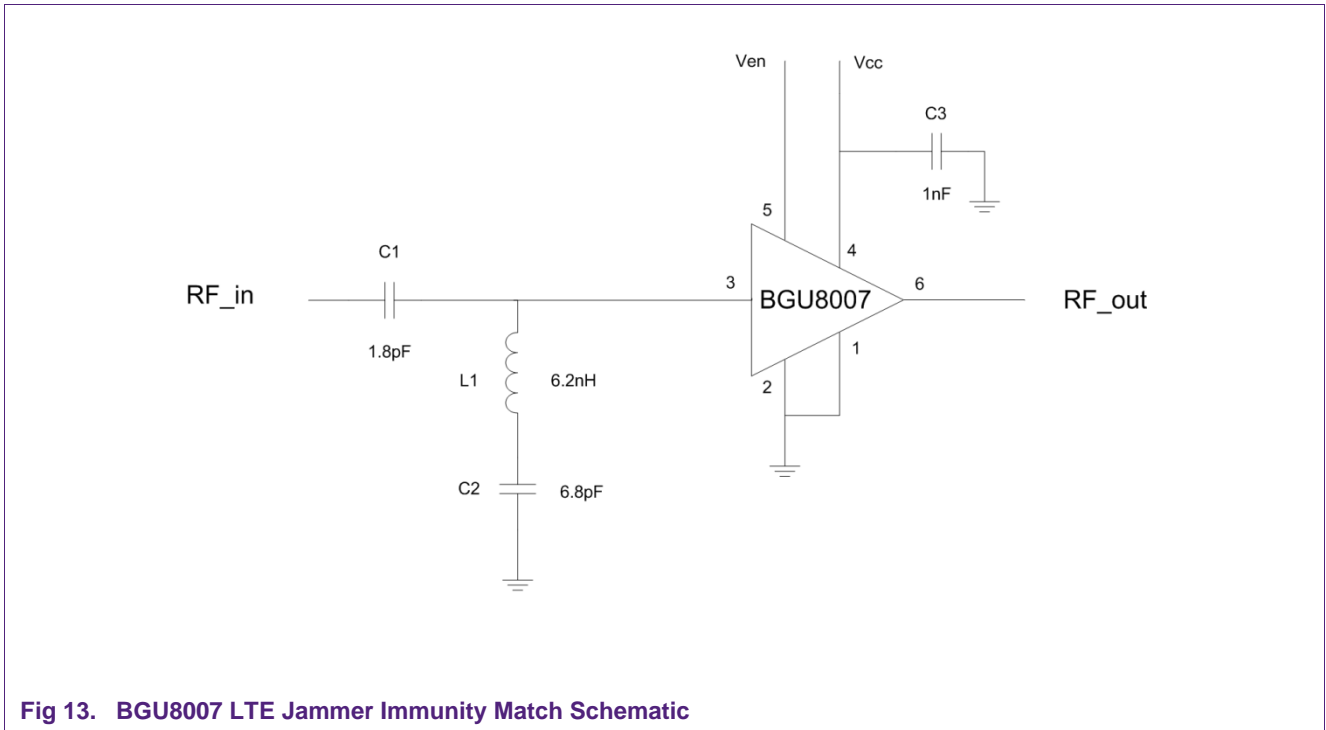 Ven
Vcc
C3
1nF
5
4
C1
RF_in
3
BGU8007
6
RF_out
1.8pF
1
L1
6.2nH
2
C2
6.8pF
Fig 13. BGU8007 LTE Jammer Immunity Match Schematic